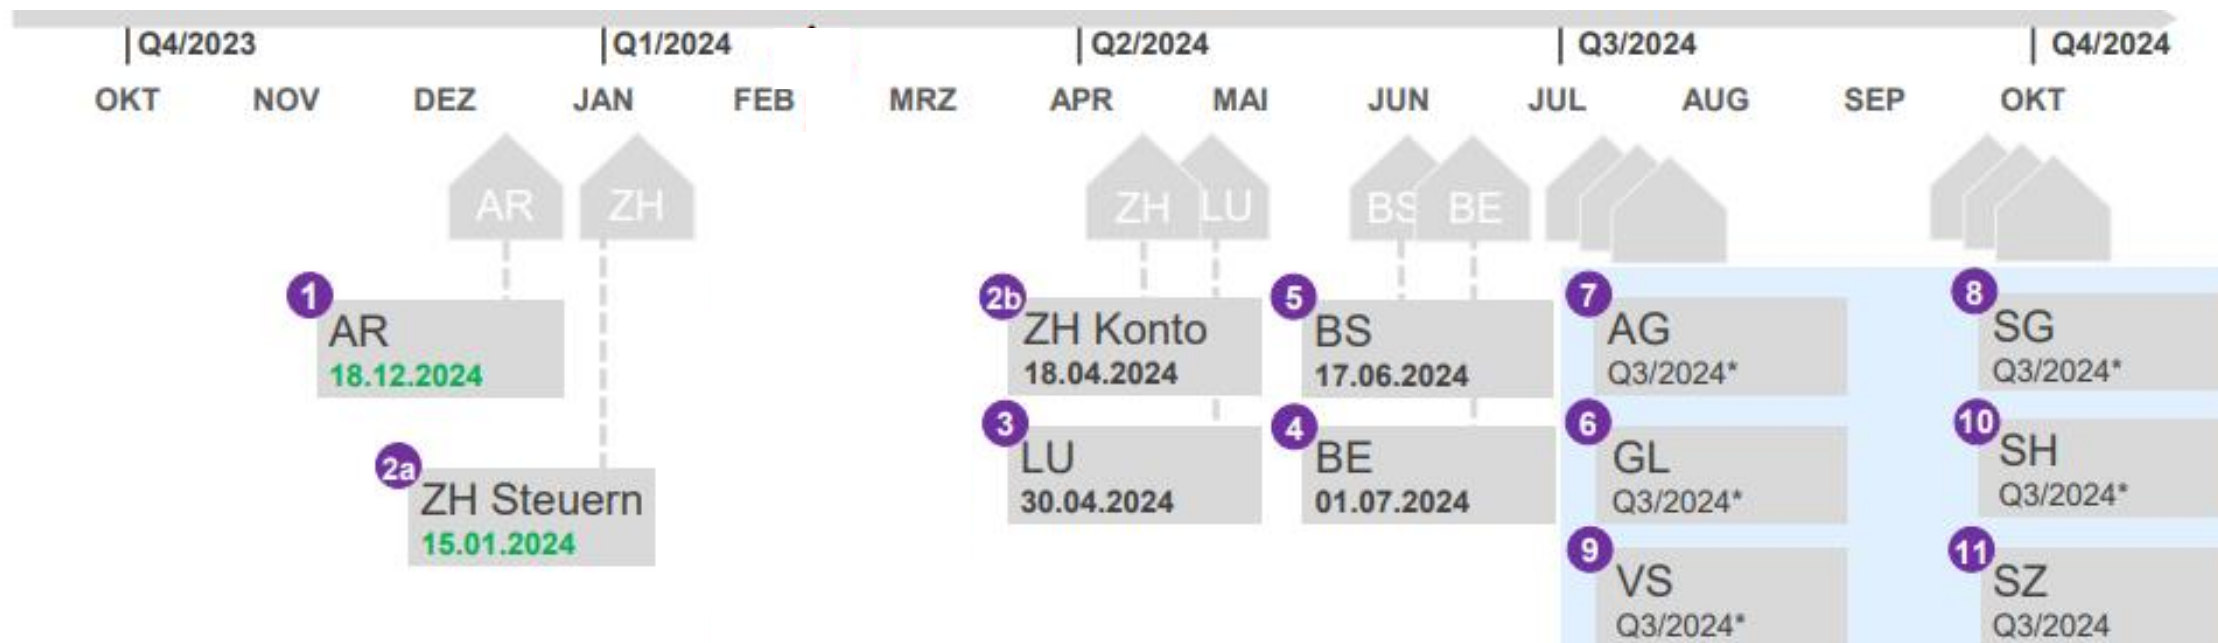 Q4/2023
Q1/2024
Q2/2024
Q3/2024
Q4/2024
OKT NOV DEZ JAN FEB MRZ APR MAI JUN JUL AUG SEP OKT
AR
ZH
ZH
LU
BS
BE
1
AR
18.12.2024
2a
ZH Steuern
15.01.2024
2b
ZH Konto
18.04.2024
3
LU
30.04.2024
5
BS
17.06.2024
4
BE
01.07.2024
7
AG
Q3/2024*
6
GL
Q3/2024*
9
VS
Q3/2024*
8
SG
Q3/2024*
10
SH
Q3/2024*
11
SZ
Q3/2024